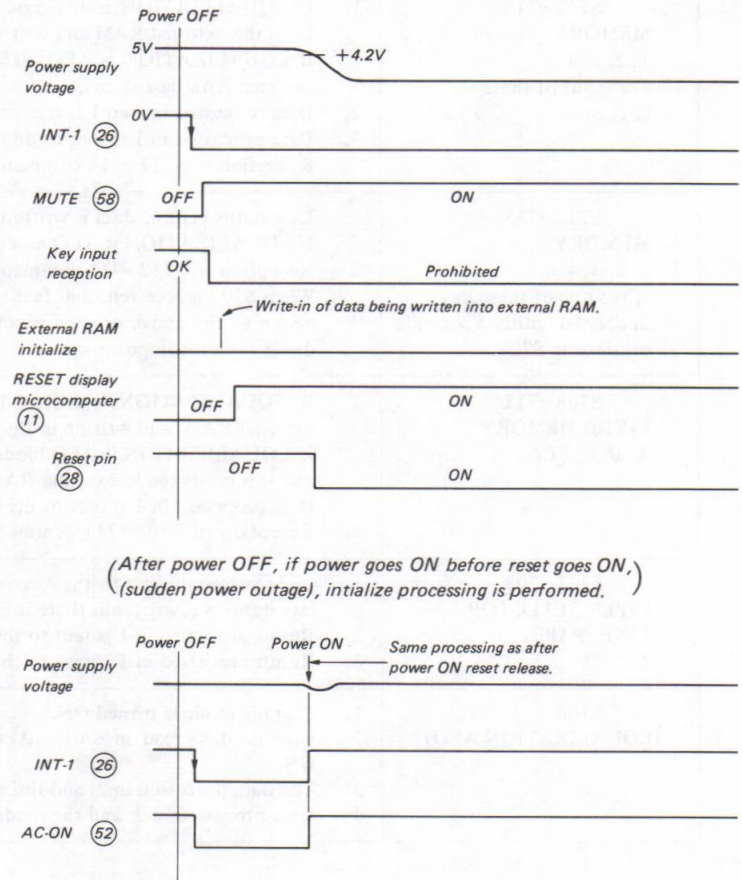 Power OFF
5V
+4.2V
Power supply
voltage
0V
INT-1 26
MUTE 58
OFF
ON
Key input
reception
OK
Prohibited
Write-in of data being written into external RAM.
External RAM
initialize
RESET display
microcomputer
11
OFF
ON
Reset pin
28
OFF
ON
(After power OFF, if power goes ON before reset goes ON,
(sudden power outage), intialize processing is performed.)
Power OFF
Power ON
Same processing as after
power ON reset release.
Power supply
voltage
INT-1 26
AC-ON 52